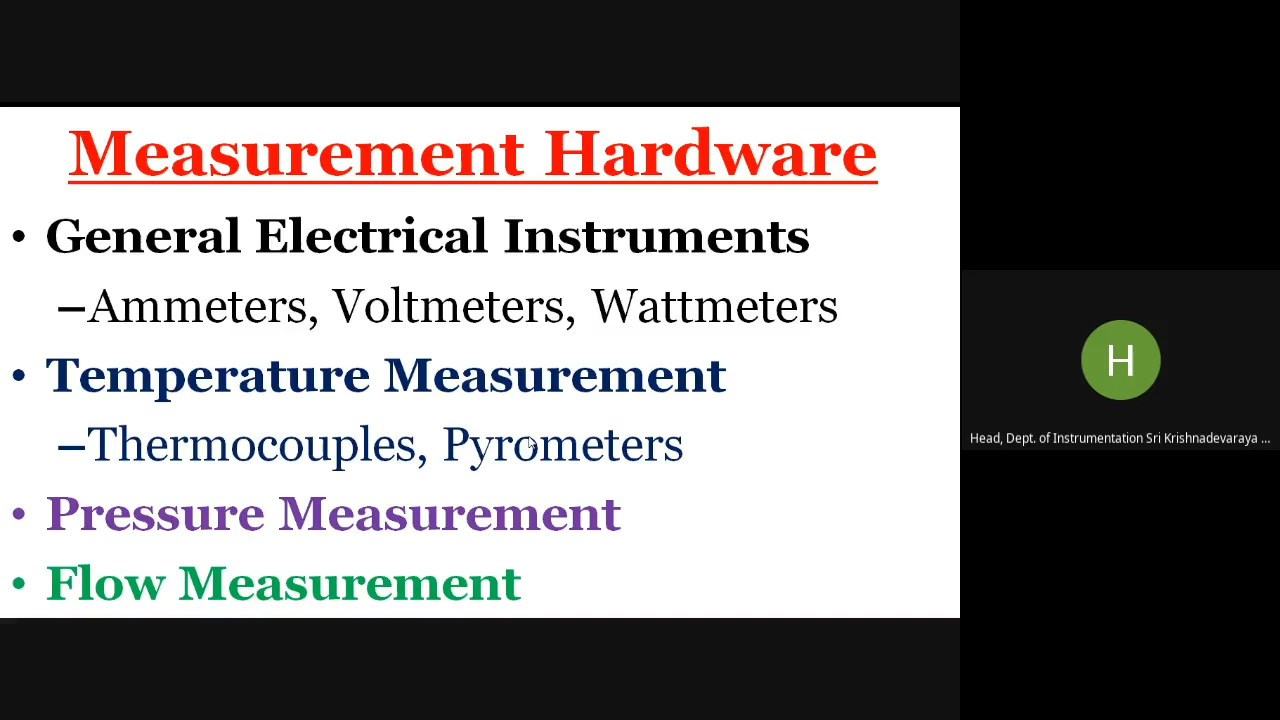 Measurement Hardware
• General Electrical Instruments
–Ammeters, Voltmeters, Wattmeters
• Temperature Measurement
–Thermocouples, Pyrometers
• Pressure Measurement
• Flow Measurement
H
Head, Dept. of Instrumentation Sri Krishnadevaraya ...